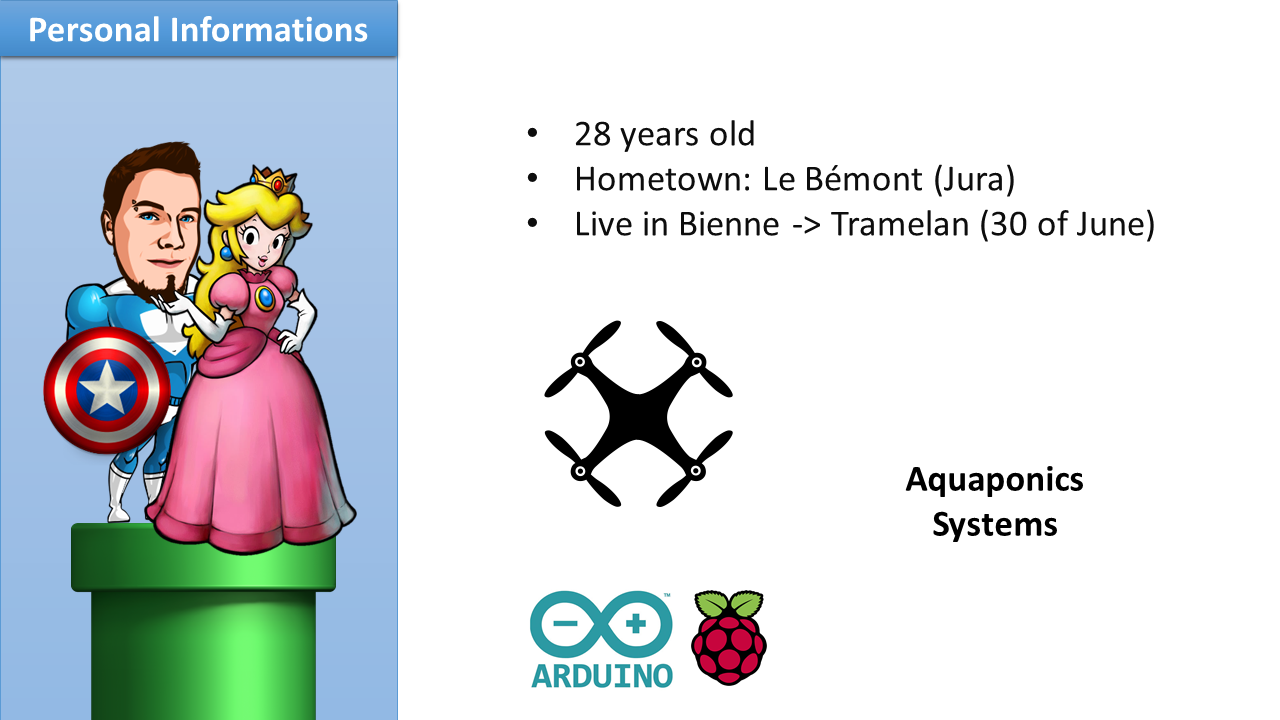 Personal Informations
• 28 years old
• Hometown: Le Bémont (Jura)
• Live in Bienne -> Tramelan (30 of June)
Aquaponics
Systems
ARDUINO
TM